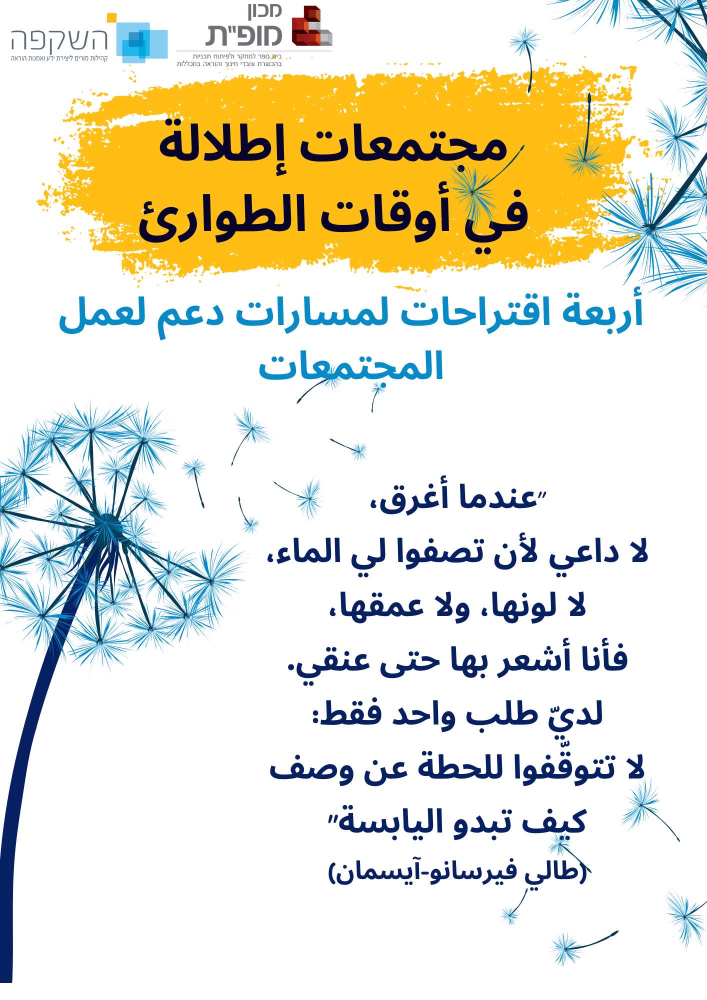 מכון
מופי"ת
בית ספר למחקר ולפיתוח תכניות
בהכשרת עובדי חינוך והוראה במכללות
השקפה
קהילות מורים ליצירת ידע ואמנות הוראה
مجتمعات إطلالة
في أوقات الطوارئ
أربعة اقتراحات لمسارات دعم لعمل
المجتمعات
"عندما أغرق،
لا داعي لأن تصفوا لي الماء،
لا لونها، ولا عمقها،
فأنا أشعر بها حتى عنقي.
لديّ طلب واحد فقط:
لا تتوقّفوا للحظة عن وصف
كيف تبدو اليابسة"
(طالي فيرسانو-آيسمان)